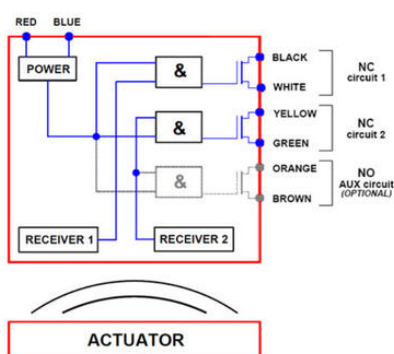 RED BLUE
POWER
&
BLACK
WHITE
NC
circuit 1
&
YELLOW
GREEN
NC
circuit 2
&
ORANGE
BROWN
NO
AUX circuit
(OPTIONAL)
RECEIVER 1
RECEIVER 2
ACTUATOR